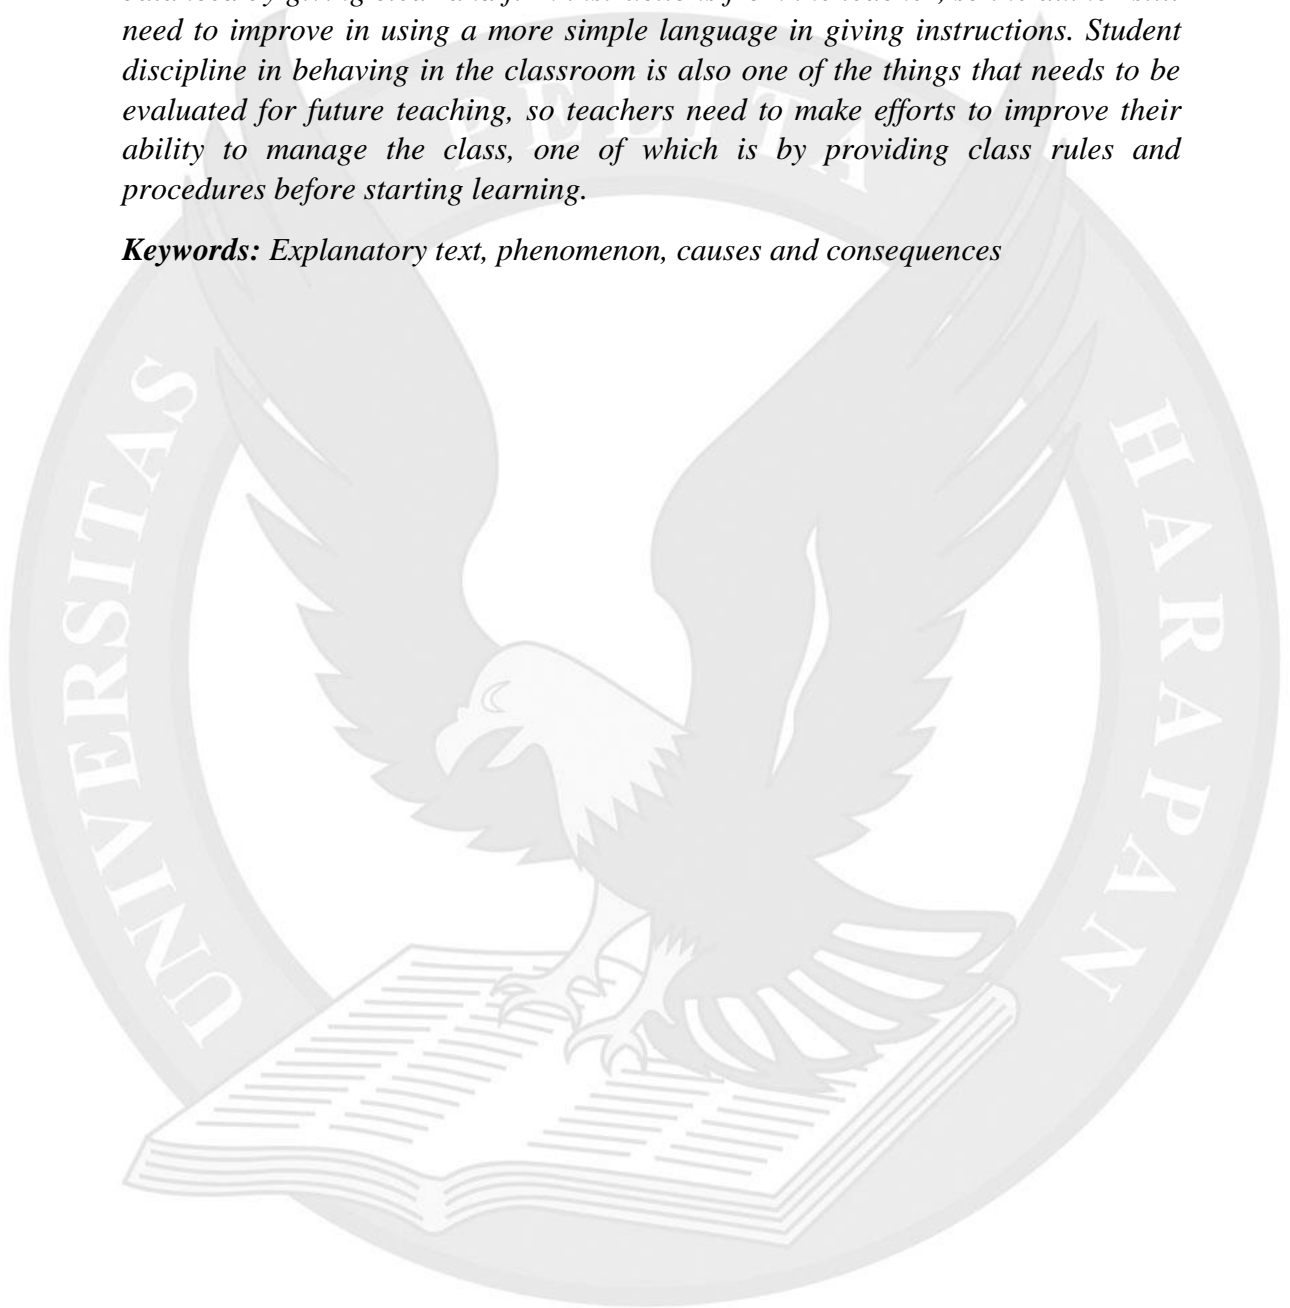 need to improve in using a more simple language in giving instructions. Student
discipline in behaving in the classroom is also one of the things that needs to be
evaluated for future teaching, so teachers need to make efforts to improve their
ability to manage the class, one of which is by providing class rules and
procedures before starting learning.
Keywords: Explanatory text, phenomenon, causes and consequences
UNIVERSITAS
PELITA
HARAPAN